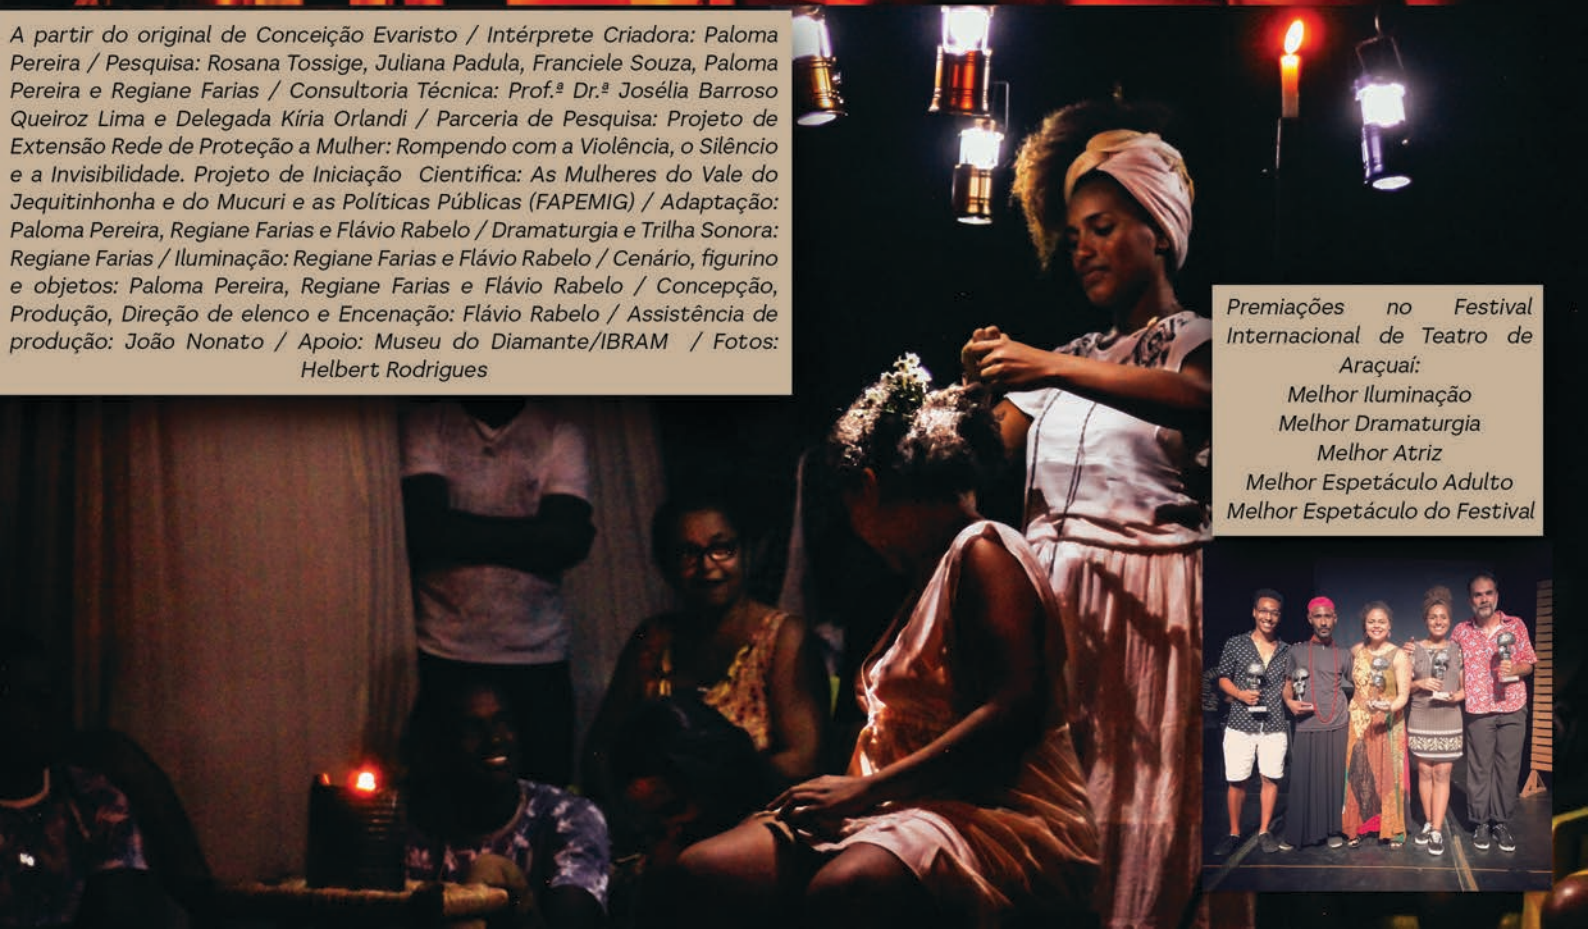 A partir do original de Conceição Evaristo / Intérprete Criadora: Paloma
Pereira / Pesquisa: Rosana Tossige, Juliana Padula, Franciele Souza, Paloma
Pereira e Regiane Farias / Consultoria Técnica: Prof.ª Dr.ª Josélia Barroso
Queiroz Lima e Delegada Kíria Orlandi / Parceria de Pesquisa: Projeto de
Extensão Rede de Proteção a Mulher: Rompendo com a Violência, o Silêncio
e a Invisibilidade. Projeto de Iniciação Cientifica: As Mulheres do Vale do
Jequitinhonha e do Mucuri e as Políticas Públicas (FAPEMIG) / Adaptação:
Paloma Pereira, Regiane Farias e Flávio Rabelo / Dramaturgia e Trilha Sonora:
Regiane Farias / Iluminação: Regiane Farias e Flávio Rabelo / Cenário, figurino
e objetos: Paloma Pereira, Regiane Farias e Flávio Rabelo / Concepção,
Produção, Direção de elenco e Encenação: Flávio Rabelo / Assistência de
produção: João Nonato / Apoio: Museu do Diamante/IBRAM / Fotos:
Helbert Rodrigues
Premiações no Festival
Internacional de Teatro de
Araçuaí:
Melhor Iluminação
Melhor Dramaturgia
Melhor Atriz
Melhor Espetáculo Adulto
Melhor Espetáculo do Festival